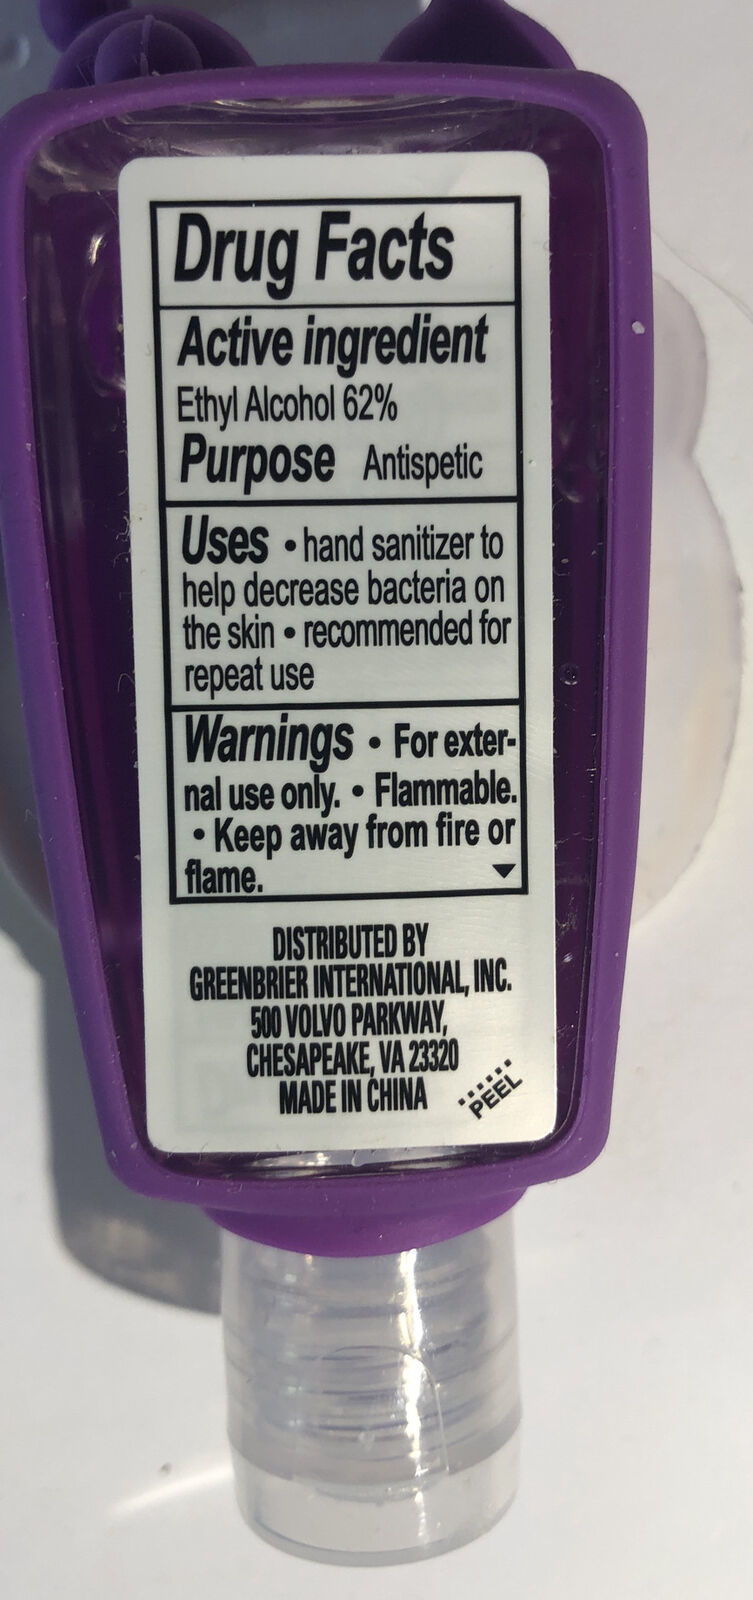 Drug Facts
Active ingredient
Ethyl Alcohol 62%
Purpose Antispetic
Uses • hand sanitizer to
help decrease bacteria on
the skin • recommended for
repeat use
Warnings • For exter-
nal use only. • Flammable.
• Keep away from fire or
flame.
DISTRIBUTED BY
GREENBRIER INTERNATIONAL, INC.
500 VOLVO PARKWAY,
CHESAPEAKE, VA 23320
MADE IN CHINA
PEEL